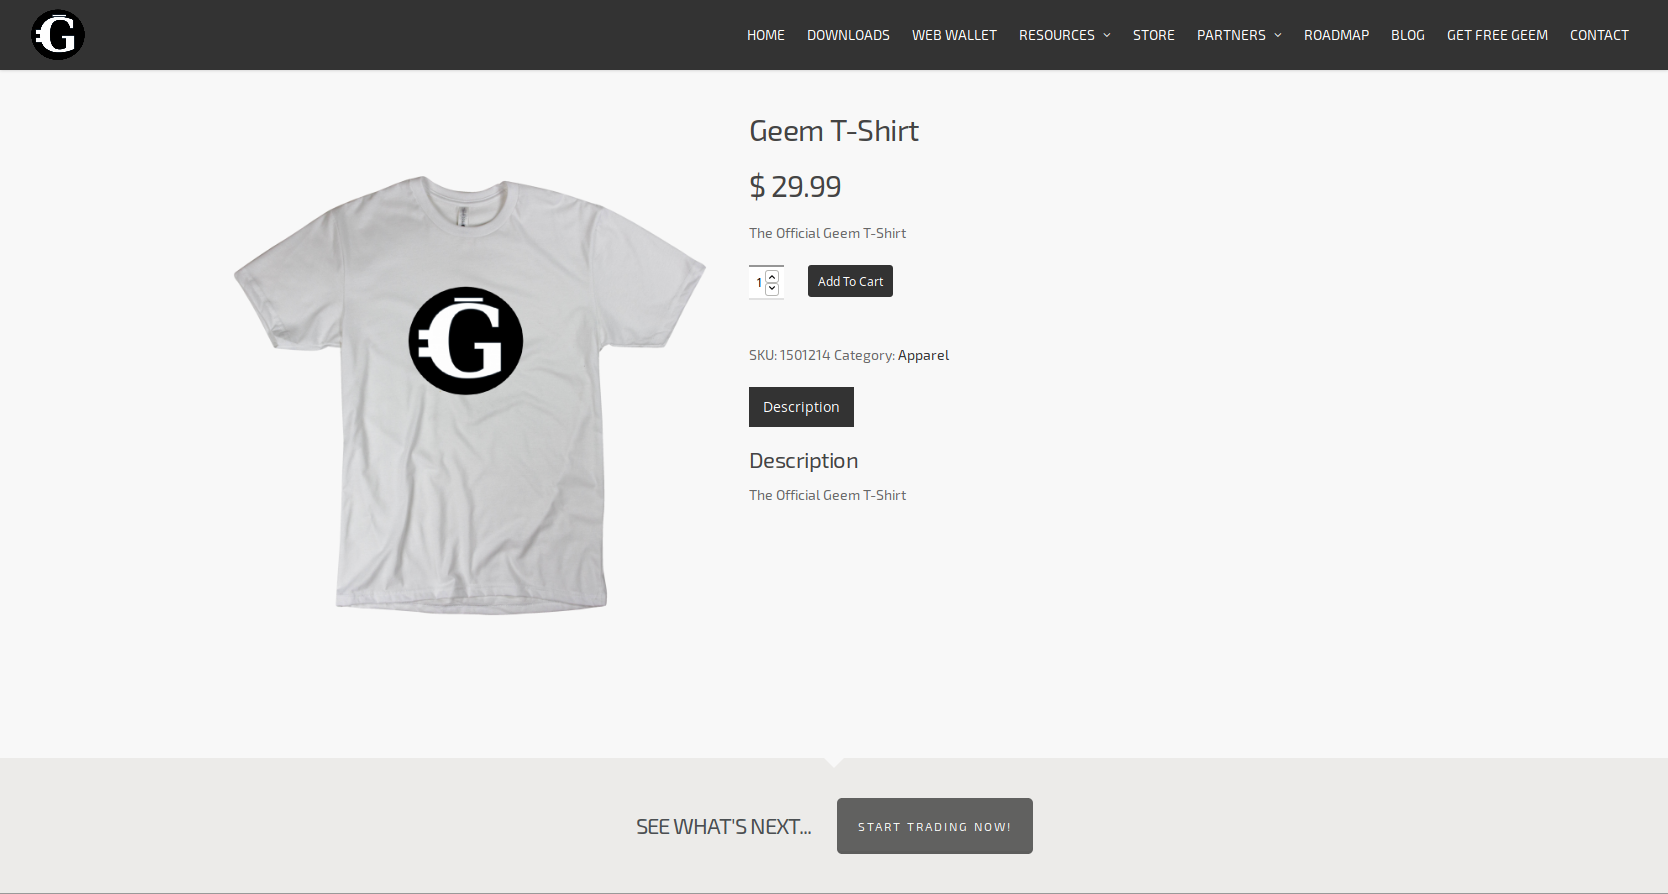 G
HOME DOWNLOADS WEB WALLET RESOURCES STORE PARTNERS ROADMAP BLOG GET FREE GEEM CONTACT
Geem T-Shirt
$ 29.99
The Official Geem T-Shirt
1 Add To Cart
G
SKU: 1501214 Category: Apparel
Description
Description
The Official Geem T-Shirt
SEE WHAT'S NEXT... START TRADING NOW!